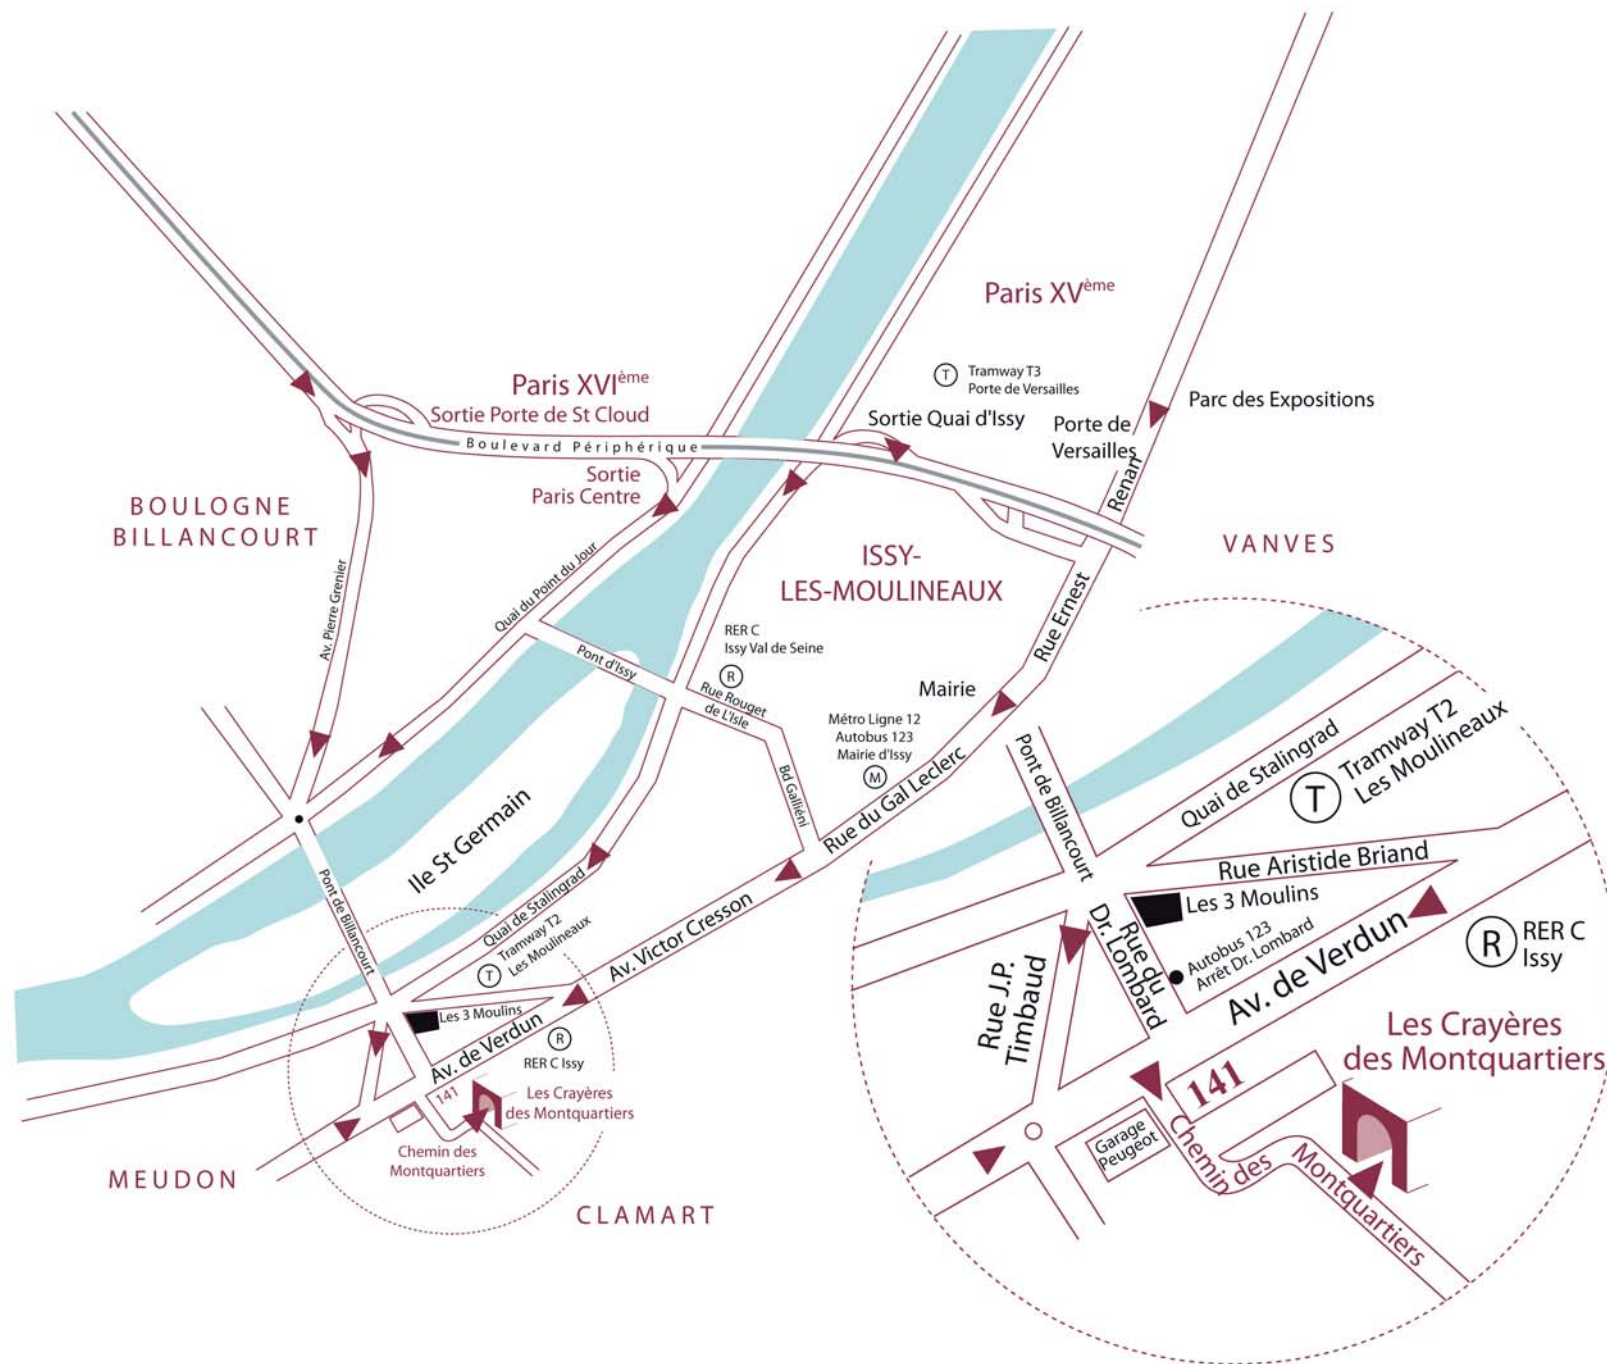 Paris XVème
Tramway T3
Porte de Versailles
Paris XVIème
Sortie Porte de St Cloud
Sortie Quai d'Issy
Porte de
Versailles
Parc des Expositions
Boulevard Périphérique
Sortie
Paris Centre
BOULOGNE
BILLANCOURT
Renan
Rue Ernest
VANVES
ISSY-
LES-MOULINEAUX
Av. Pierre Grenier
Quai du Point du Jour
RER C
Issy Val de Seine
R
Pont d'Issy
Rue Rouget
de L'Isle
Mairie
Métro Ligne 12
Autobus 123
Mairie d'Issy
M
Bd Galliéni
Rue du Gal Leclerc
Ile St Germain
Pont de Billancourt
Quai de Stalingrad
T
Tramway T2
Les Moulineaux
Av. Victor Cresson
Les 3 Moulins
Av. de Verdun
R
RER C Issy
141
Les Crayères
des Montquartiers
Chemin des
Montquartiers
MEUDON
CLAMART
T
Pont de Billancourt
Quai de Stalingrad
T
Tramway T2
Les Moulineaux
Rue Aristide Briand
Les 3 Moulins
Rue du
Dr. Lombard
Autobus 123
Arrêt Dr. Lombard
Av. de Verdun
R
RER C
Issy
Rue J.P.
Timbaud
Les Crayères
des Montquartiers
141
Garage
Peugeot
Chemin des
Montquartiers